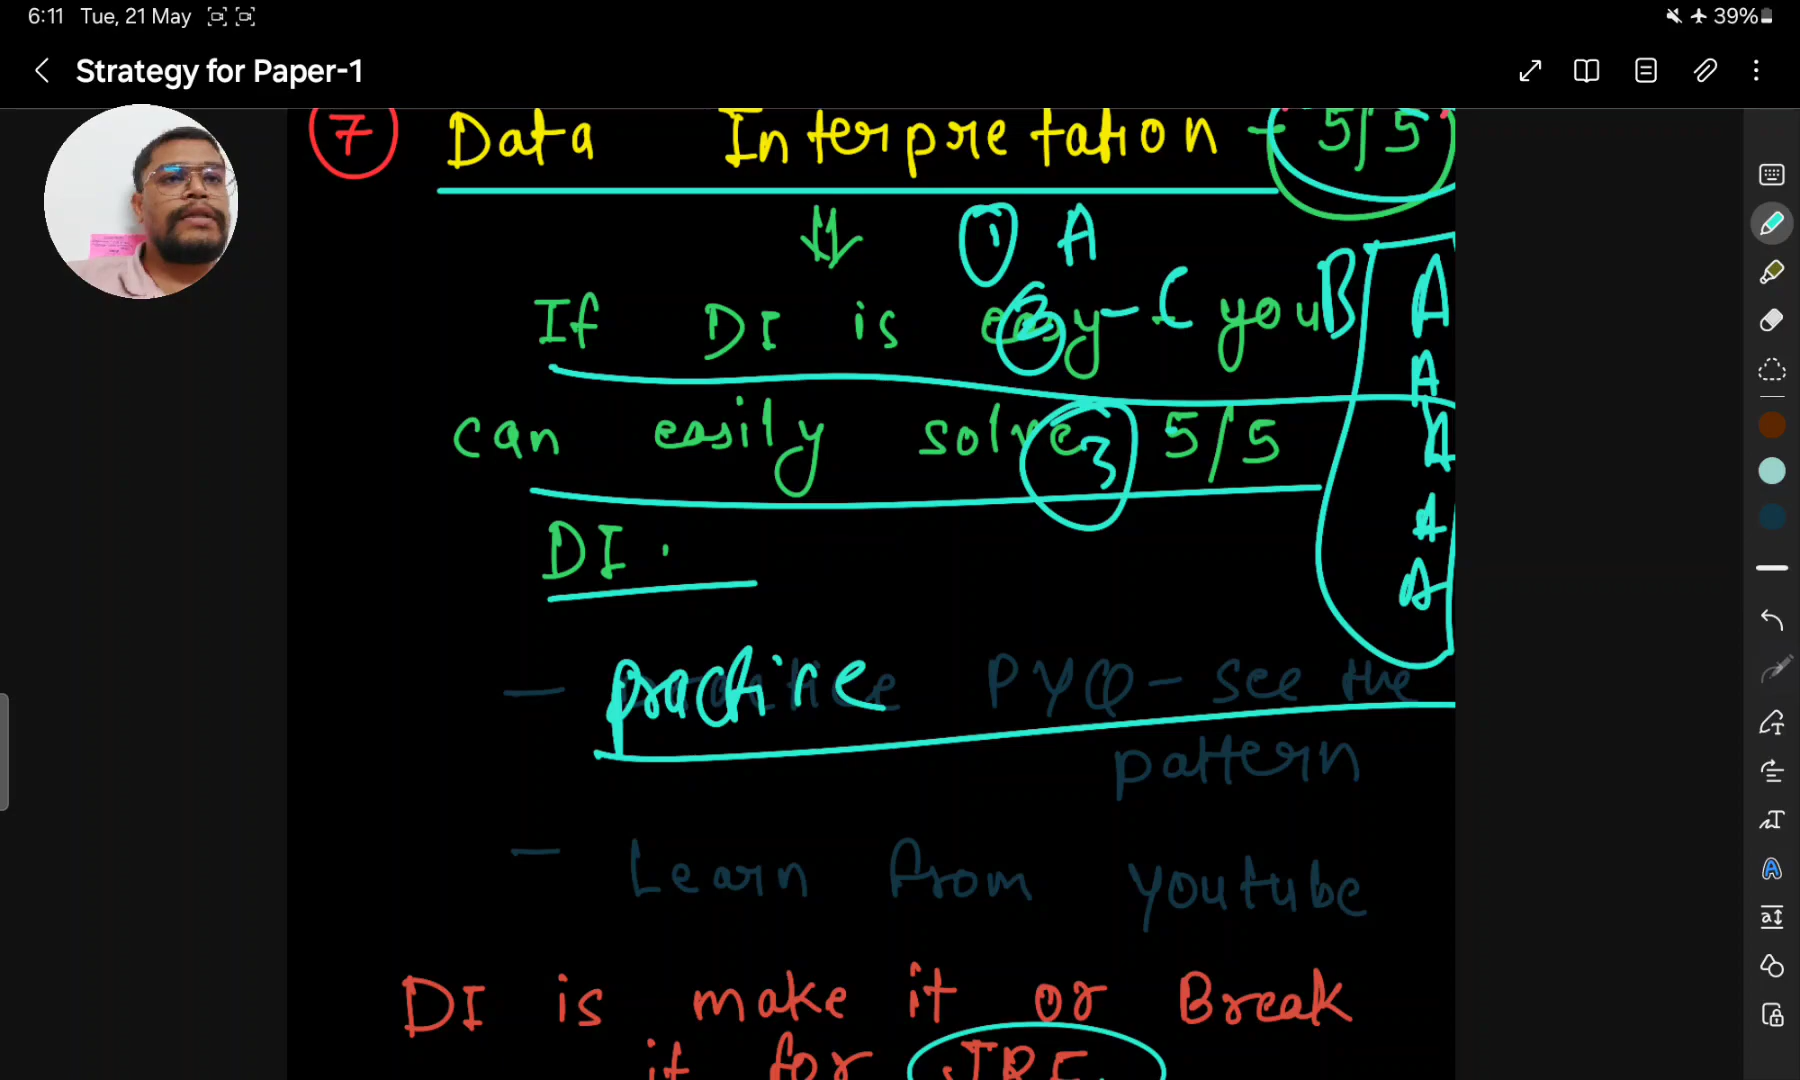 6:11 Tue, 21 May 39%
Strategy for Paper-1
7 Data Interpretation - 5/5
1 A
If DI is easy - you
2 - C B A
A
can easily solve 5/5
3 A
DI. A
A
- practice PYQ - see the
practice
pattern
- Learn from youtube
DI is make it or Break
it for JRF.